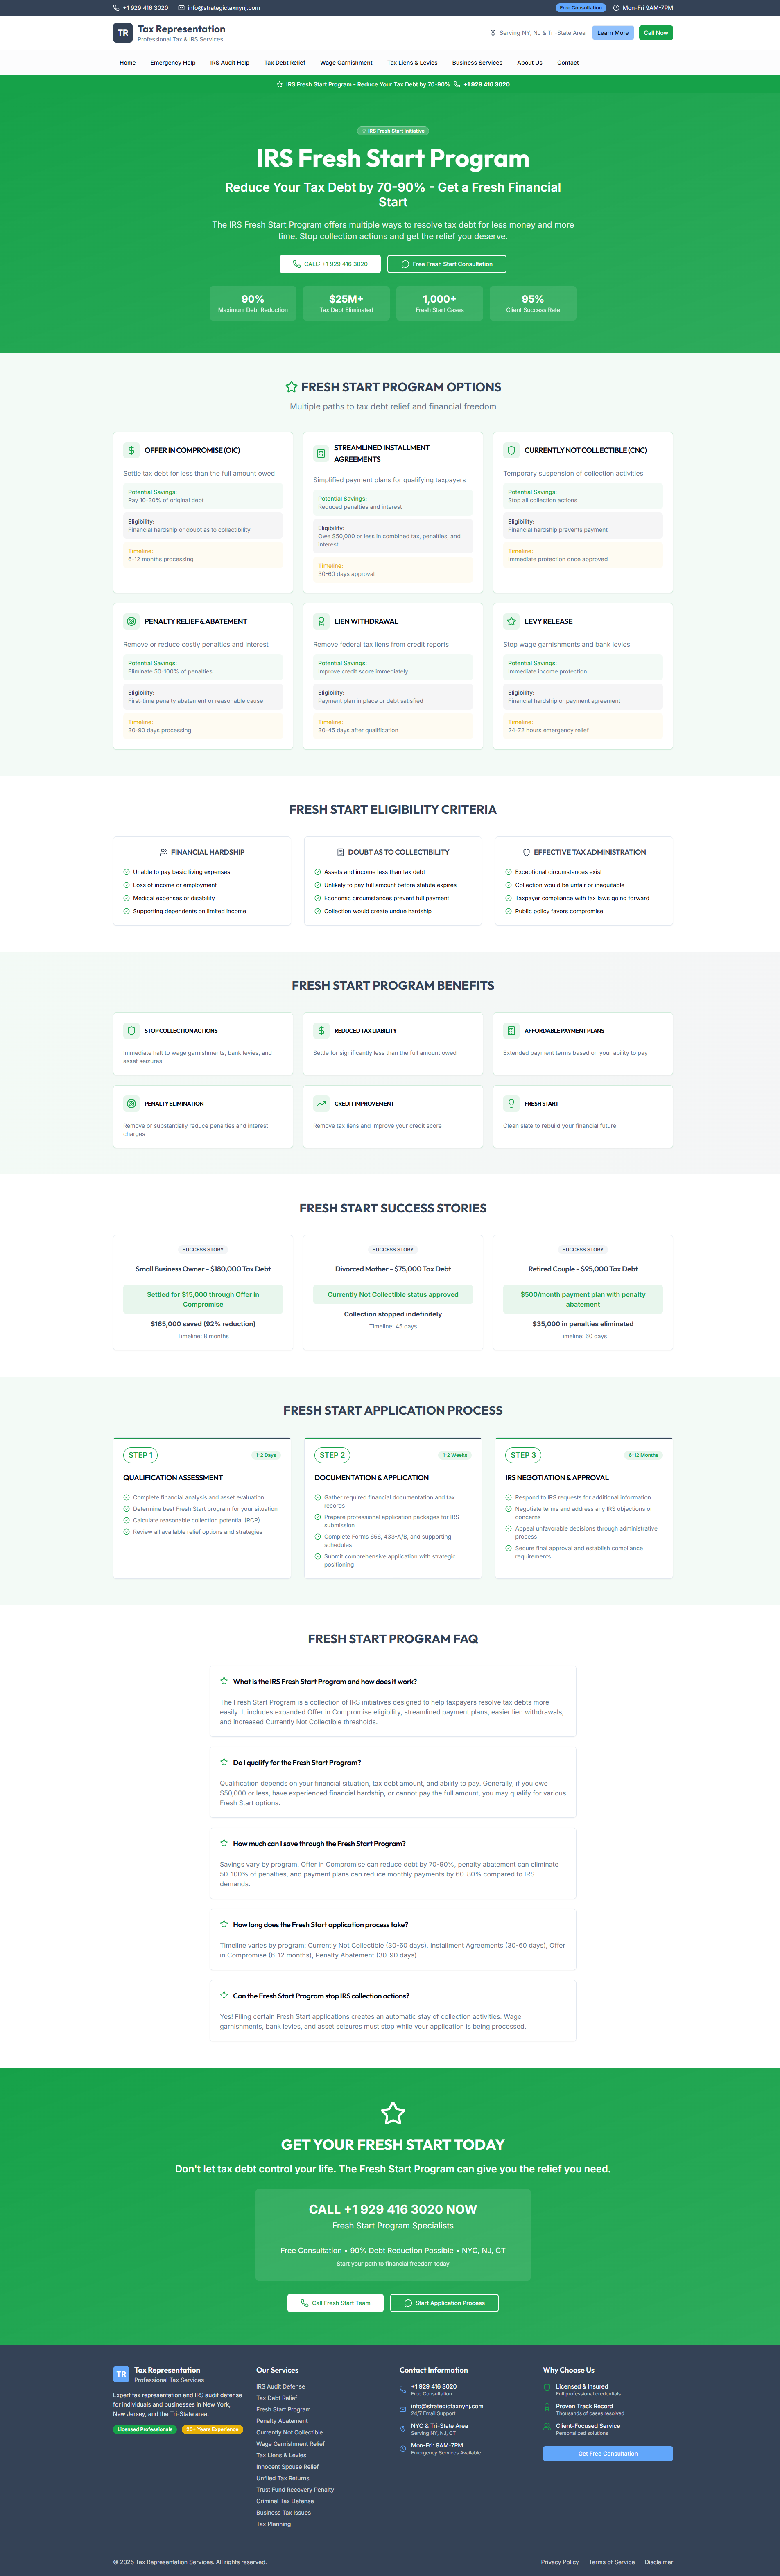 +1 929 416 3020
info@strategictaxnynj.com
Free Consultation
Mon-Fri 9AM-7PM
TR
Tax Representation
Professional Tax & IRS Services
Serving NY, NJ & Tri-State Area
Learn More
Call Now
Home
Emergency Help
IRS Audit Help
Tax Debt Relief
Wage Garnishment
Tax Liens & Levies
Business Services
About Us
Contact
IRS Fresh Start Program - Reduce Your Tax Debt by 70-90%
+1 929 416 3020
IRS Fresh Start Initiative
IRS Fresh Start Program
Reduce Your Tax Debt by 70-90% - Get a Fresh Financial
Start
The IRS Fresh Start Program offers multiple ways to resolve tax debt for less money and more
time. Stop collection actions and get the relief you deserve.
CALL: +1 929 416 3020
Free Fresh Start Consultation
90%
Maximum Debt Reduction
$25M+
Tax Debt Eliminated
1,000+
Fresh Start Cases
95%
Client Success Rate
FRESH START PROGRAM OPTIONS
Multiple paths to tax debt relief and financial freedom
OFFER IN COMPROMISE (OIC)
Settle tax debt for less than the full amount owed
Potential Savings:
Pay 10-30% of original debt
Eligibility:
Financial hardship or doubt as to collectibility
Timeline:
6-12 months processing
STREAMLINED INSTALLMENT
AGREEMENTS
Simplified payment plans for qualifying taxpayers
Potential Savings:
Reduced penalties and interest
Eligibility:
Owe $50,000 or less in combined tax, penalties, and
interest
Timeline:
30-60 days approval
CURRENTLY NOT COLLECTIBLE (CNC)
Temporary suspension of collection activities
Potential Savings:
Stop all collection actions
Eligibility:
Financial hardship prevents payment
Timeline:
Immediate protection once approved
PENALTY RELIEF & ABATEMENT
Remove or reduce costly penalties and interest
Potential Savings:
Eliminate 50-100% of penalties
Eligibility:
First-time penalty abatement or reasonable cause
Timeline:
30-90 days processing
LIEN WITHDRAWAL
Remove federal tax liens from credit reports
Potential Savings:
Improve credit score immediately
Eligibility:
Payment plan in place or debt satisfied
Timeline:
30-45 days after qualification
LEVY RELEASE
Stop wage garnishments and bank levies
Potential Savings:
Immediate income protection
Eligibility:
Financial hardship or payment agreement
Timeline:
24-72 hours emergency relief
FRESH START ELIGIBILITY CRITERIA
FINANCIAL HARDSHIP
Unable to pay basic living expenses
Loss of income or employment
Medical expenses or disability
Supporting dependents on limited income
DOUBT AS TO COLLECTIBILITY
Assets and income less than tax debt
Unlikely to pay full amount before statute expires
Economic circumstances prevent full payment
Collection would create undue hardship
EFFECTIVE TAX ADMINISTRATION
Exceptional circumstances exist
Collection would be unfair or inequitable
Taxpayer compliance with tax laws going forward
Public policy favors compromise
FRESH START PROGRAM BENEFITS
STOP COLLECTION ACTIONS
Immediate halt to wage garnishments, bank levies, and
asset seizures
REDUCED TAX LIABILITY
Settle for significantly less than the full amount owed
AFFORDABLE PAYMENT PLANS
Extended payment terms based on your ability to pay
PENALTY ELIMINATION
Remove or substantially reduce penalties and interest
charges
CREDIT IMPROVEMENT
Remove tax liens and improve your credit score
FRESH START
Clean slate to rebuild your financial future
FRESH START SUCCESS STORIES
SUCCESS STORY
Small Business Owner - $180,000 Tax Debt
Settled for $15,000 through Offer in
Compromise
$165,000 saved (92% reduction)
Timeline: 8 months
SUCCESS STORY
Divorced Mother - $75,000 Tax Debt
Currently Not Collectible status approved
Collection stopped indefinitely
Timeline: 45 days
SUCCESS STORY
Retired Couple - $95,000 Tax Debt
$500/month payment plan with penalty
abatement
$35,000 in penalties eliminated
Timeline: 60 days
FRESH START APPLICATION PROCESS
STEP 1
1-2 Days
QUALIFICATION ASSESSMENT
Complete financial analysis and asset evaluation
Determine best Fresh Start program for your situation
Calculate reasonable collection potential (RCP)
Review all available relief options and strategies
STEP 2
1-2 Weeks
DOCUMENTATION & APPLICATION
Gather required financial documentation and tax
records
Prepare professional application packages for IRS
submission
Complete Forms 656, 433-A/B, and supporting
schedules
Submit comprehensive application with strategic
positioning
STEP 3
6-12 Months
IRS NEGOTIATION & APPROVAL
Respond to IRS requests for additional information
Negotiate terms and address any IRS objections or
concerns
Appeal unfavorable decisions through administrative
process
Secure final approval and establish compliance
requirements
FRESH START PROGRAM FAQ
What is the IRS Fresh Start Program and how does it work?
The Fresh Start Program is a collection of IRS initiatives designed to help taxpayers resolve tax debts more
easily. It includes expanded Offer in Compromise eligibility, streamlined payment plans, easier lien withdrawals,
and increased Currently Not Collectible thresholds.
Do I qualify for the Fresh Start Program?
Qualification depends on your financial situation, tax debt amount, and ability to pay. Generally, if you owe
$50,000 or less, have experienced financial hardship, or cannot pay the full amount, you may qualify for various
Fresh Start options.
How much can I save through the Fresh Start Program?
Savings vary by program. Offer in Compromise can reduce debt by 70-90%, penalty abatement can eliminate
50-100% of penalties, and payment plans can reduce monthly payments by 60-80% compared to IRS
demands.
How long does the Fresh Start application process take?
Timeline varies by program: Currently Not Collectible (30-60 days), Installment Agreements (30-60 days), Offer
in Compromise (6-12 months), Penalty Abatement (30-90 days).
Can the Fresh Start Program stop IRS collection actions?
Yes! Filing certain Fresh Start applications creates an automatic stay of collection activities. Wage
garnishments, bank levies, and asset seizures must stop while your application is being processed.
GET YOUR FRESH START TODAY
Don't let tax debt control your life. The Fresh Start Program can give you the relief you need.
CALL +1 929 416 3020 NOW
Fresh Start Program Specialists
Free Consultation • 90% Debt Reduction Possible • NYC, NJ, CT
Start your path to financial freedom today
Call Fresh Start Team
Start Application Process
TR
Tax Representation
Professional Tax Services
Expert tax representation and IRS audit defense
for individuals and businesses in New York,
New Jersey, and the Tri-State area.
Licensed Professionals
20+ Years Experience
Our Services
IRS Audit Defense
Tax Debt Relief
Fresh Start Program
Penalty Abatement
Currently Not Collectible
Wage Garnishment Relief
Tax Liens & Levies
Innocent Spouse Relief
Unfiled Tax Returns
Trust Fund Recovery Penalty
Criminal Tax Defense
Business Tax Issues
Tax Planning
Contact Information
+1 929 416 3020
Free Consultation
info@strategictaxnynj.com
24/7 Email Support
NYC & Tri-State Area
Serving NY, NJ, CT
Mon-Fri: 9AM-7PM
Emergency Services Available
Why Choose Us
Licensed & Insured
Full professional credentials
Proven Track Record
Thousands of cases resolved
Client-Focused Service
Personalized solutions
Get Free Consultation
© 2025 Tax Representation Services. All rights reserved.
Privacy Policy
Terms of Service
Disclaimer